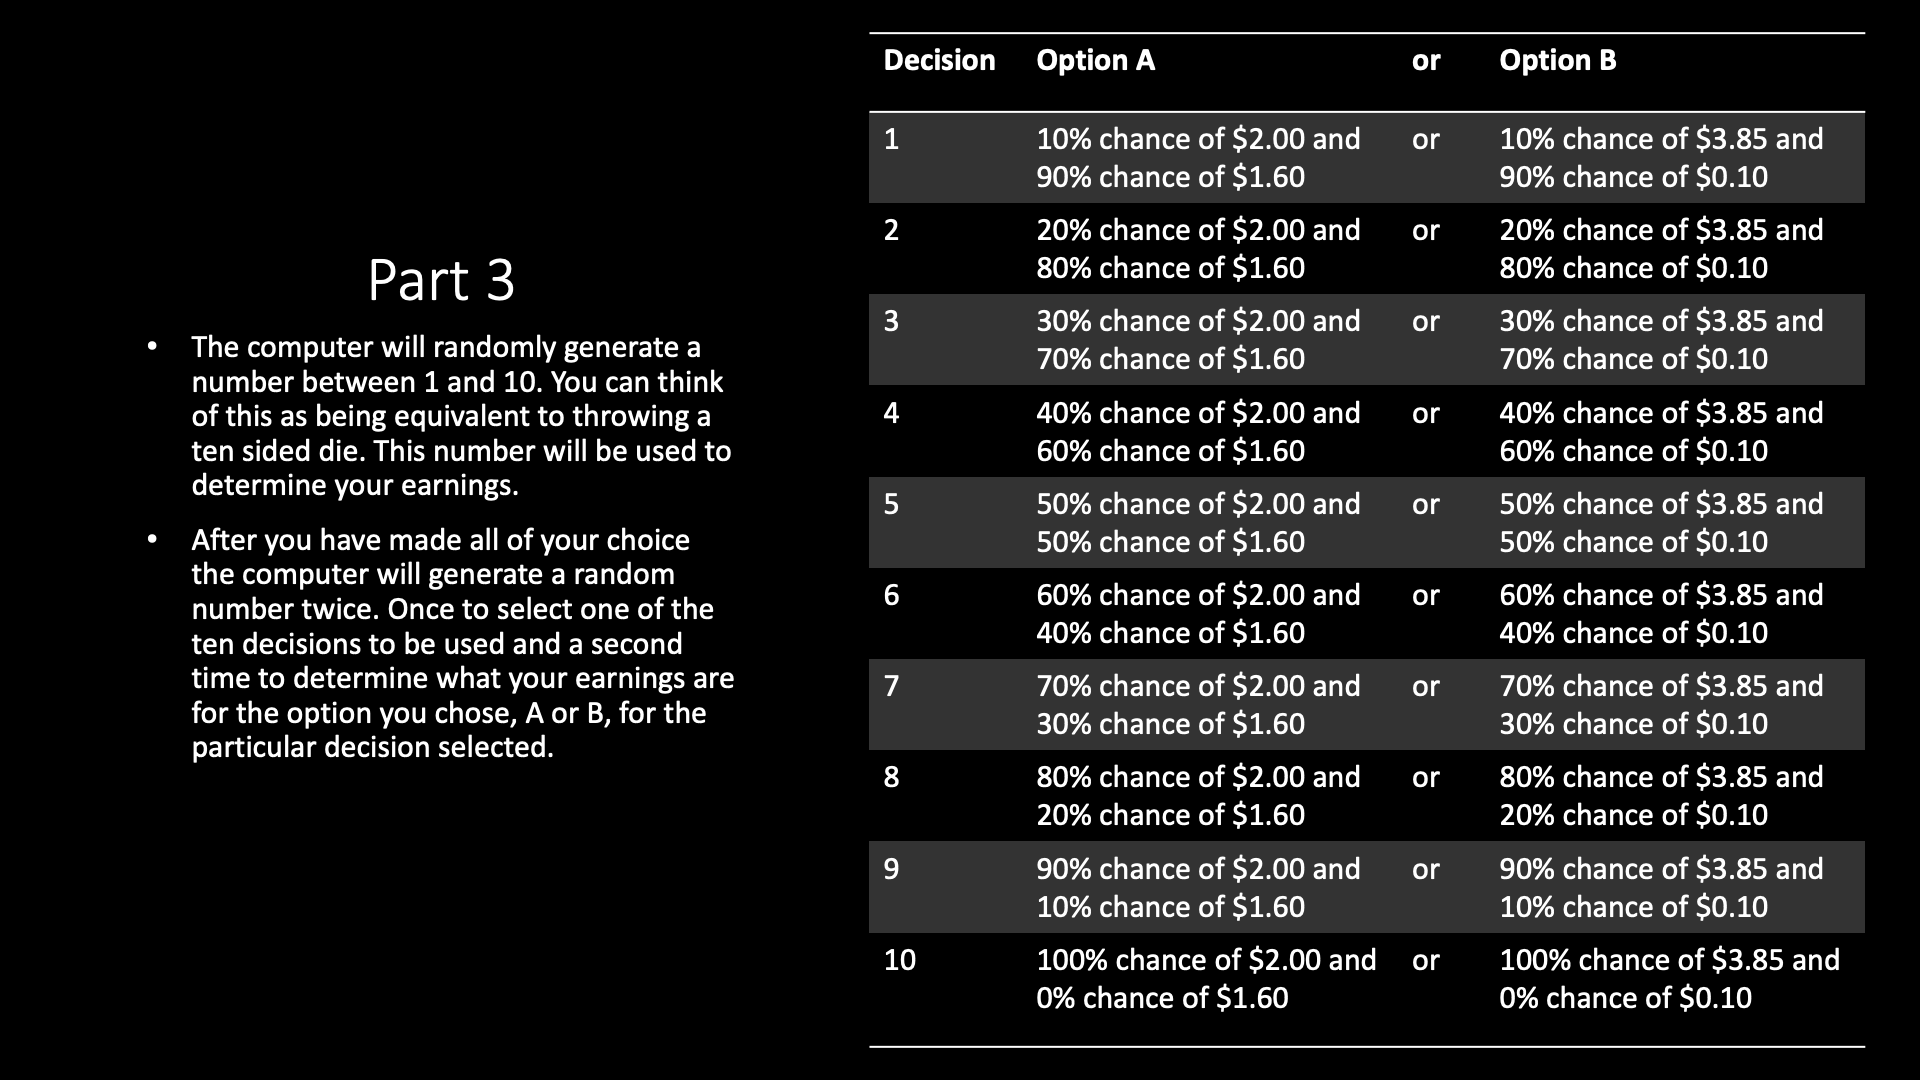 Part 3
• The computer will randomly generate a
number between 1 and 10. You can think
of this as being equivalent to throwing a
ten sided die. This number will be used to
determine your earnings.
• After you have made all of your choice
the computer will generate a random
number twice. Once to select one of the
ten decisions to be used and a second
time to determine what your earnings are
for the option you chose, A or B, for the
particular decision selected.
Decision Option A or Option B
1 10% chance of $2.00 and or 10% chance of $3.85 and
90% chance of $1.60 90% chance of $0.10
2 20% chance of $2.00 and or 20% chance of $3.85 and
80% chance of $1.60 80% chance of $0.10
3 30% chance of $2.00 and or 30% chance of $3.85 and
70% chance of $1.60 70% chance of $0.10
4 40% chance of $2.00 and or 40% chance of $3.85 and
60% chance of $1.60 60% chance of $0.10
5 50% chance of $2.00 and or 50% chance of $3.85 and
50% chance of $1.60 50% chance of $0.10
6 60% chance of $2.00 and or 60% chance of $3.85 and
40% chance of $1.60 40% chance of $0.10
7 70% chance of $2.00 and or 70% chance of $3.85 and
30% chance of $1.60 30% chance of $0.10
8 80% chance of $2.00 and or 80% chance of $3.85 and
20% chance of $1.60 20% chance of $0.10
9 90% chance of $2.00 and or 90% chance of $3.85 and
10% chance of $1.60 10% chance of $0.10
10 100% chance of $2.00 and or 100% chance of $3.85 and
0% chance of $1.60 0% chance of $0.10